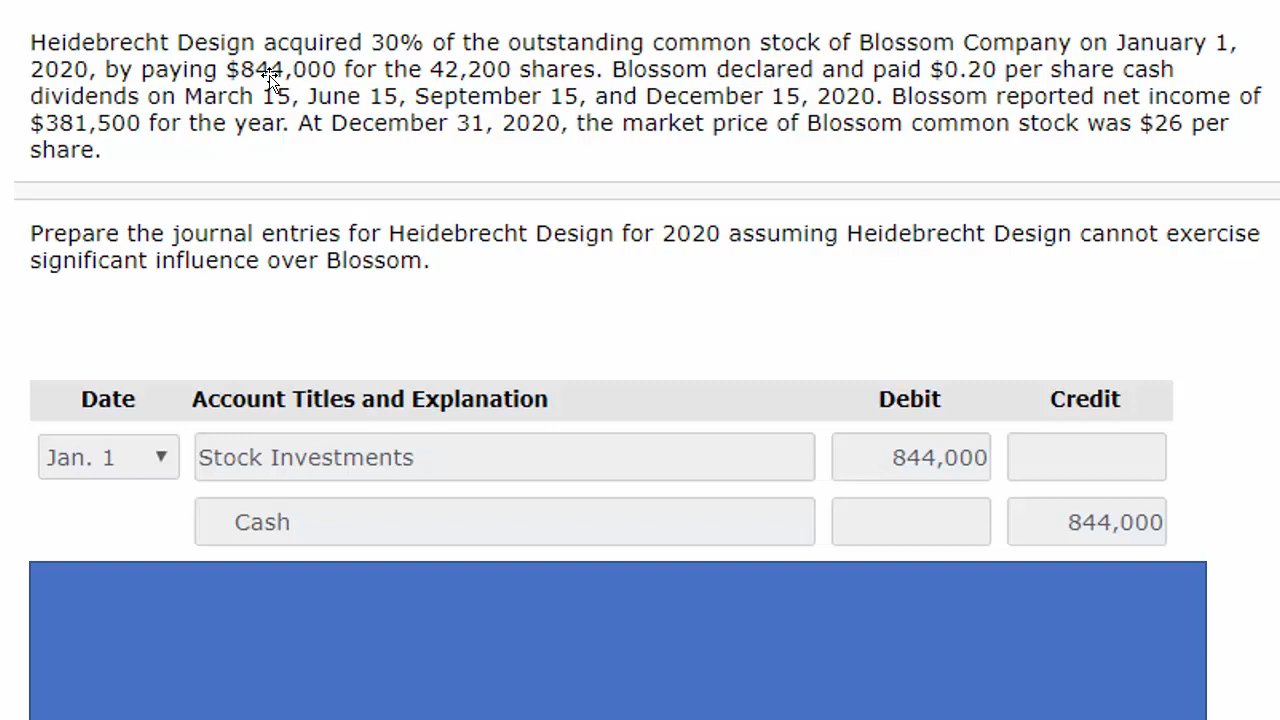 Heidebrecht Design acquired 30% of the outstanding common stock of Blossom Company on January 1,
2020, by paying $844,000 for the 42,200 shares. Blossom declared and paid $0.20 per share cash
dividends on March 15, June 15, September 15, and December 15, 2020. Blossom reported net income of
$381,500 for the year. At December 31, 2020, the market price of Blossom common stock was $26 per
share.
Prepare the journal entries for Heidebrecht Design for 2020 assuming Heidebrecht Design cannot exercise
significant influence over Blossom.
Date Account Titles and Explanation Debit Credit
Jan. 1 Stock Investments 844,000
Cash 844,000